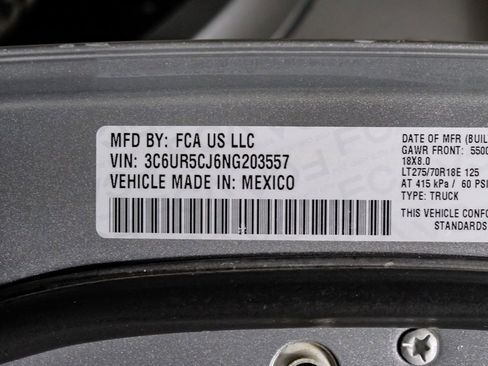 MFD BY: FCA US LLC
VIN: 3C6UR5CJ6NG203557
VEHICLE MADE IN: MEXICO
DATE OF MFR (BUIL
GAWR FRONT: 5500
18X8.0
LT275/70R18E 125
AT 415 kPa / 60 PSI
TYPE: TRUCK
THIS VEHICLE CONFO
STANDARDS